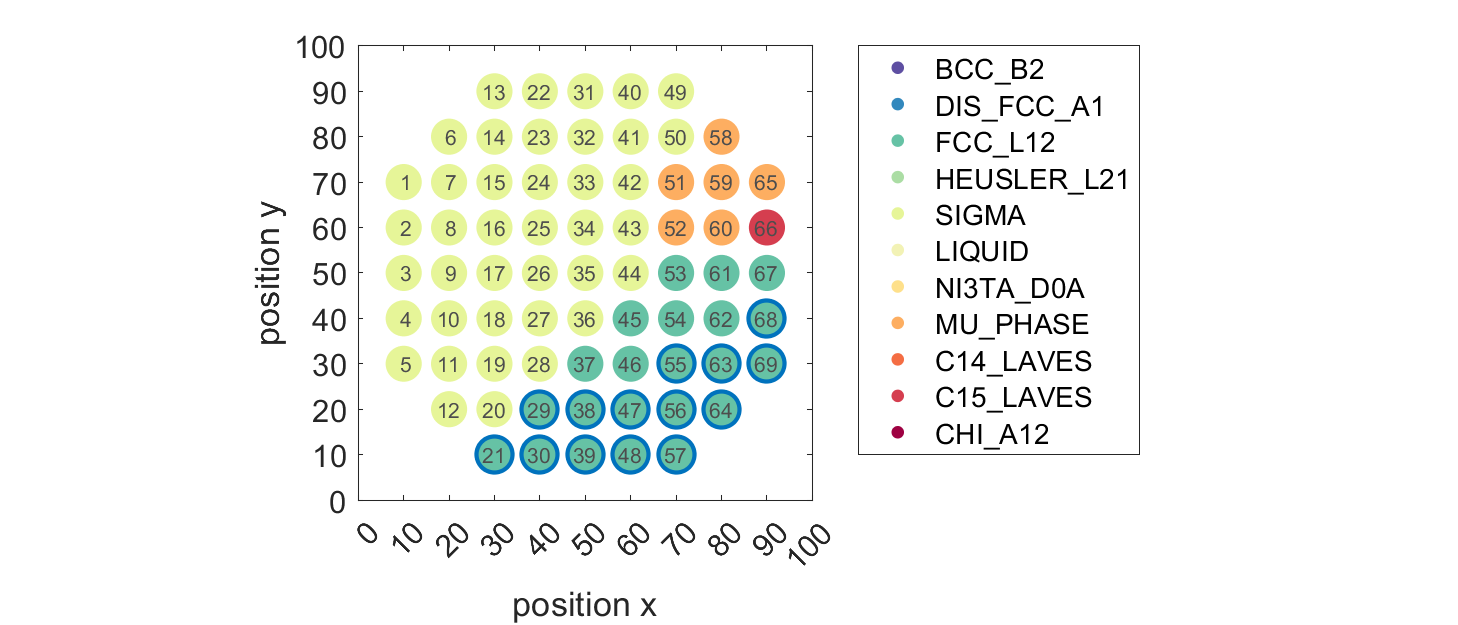 100
90
80
70
60
50
40
30
20
10
0
position y
13 22 31 40 49
6 14 23 32 41 50 58
1 7 15 24 33 42 51 59 65
2 8 16 25 34 43 52 60 66
3 9 17 26 35 44 53 61 67
4 10 18 27 36 45 54 62 68
5 11 19 28 37 46 55 63 69
12 20 29 38 47 56 64
21 30 39 48 57
0 10 20 30 40 50 60 70 80 90 100
position x
BCC_B2
DIS_FCC_A1
FCC_L12
HEUSLER_L21
SIGMA
LIQUID
NI3TA_D0A
MU_PHASE
C14_LAVES
C15_LAVES
CHI_A12